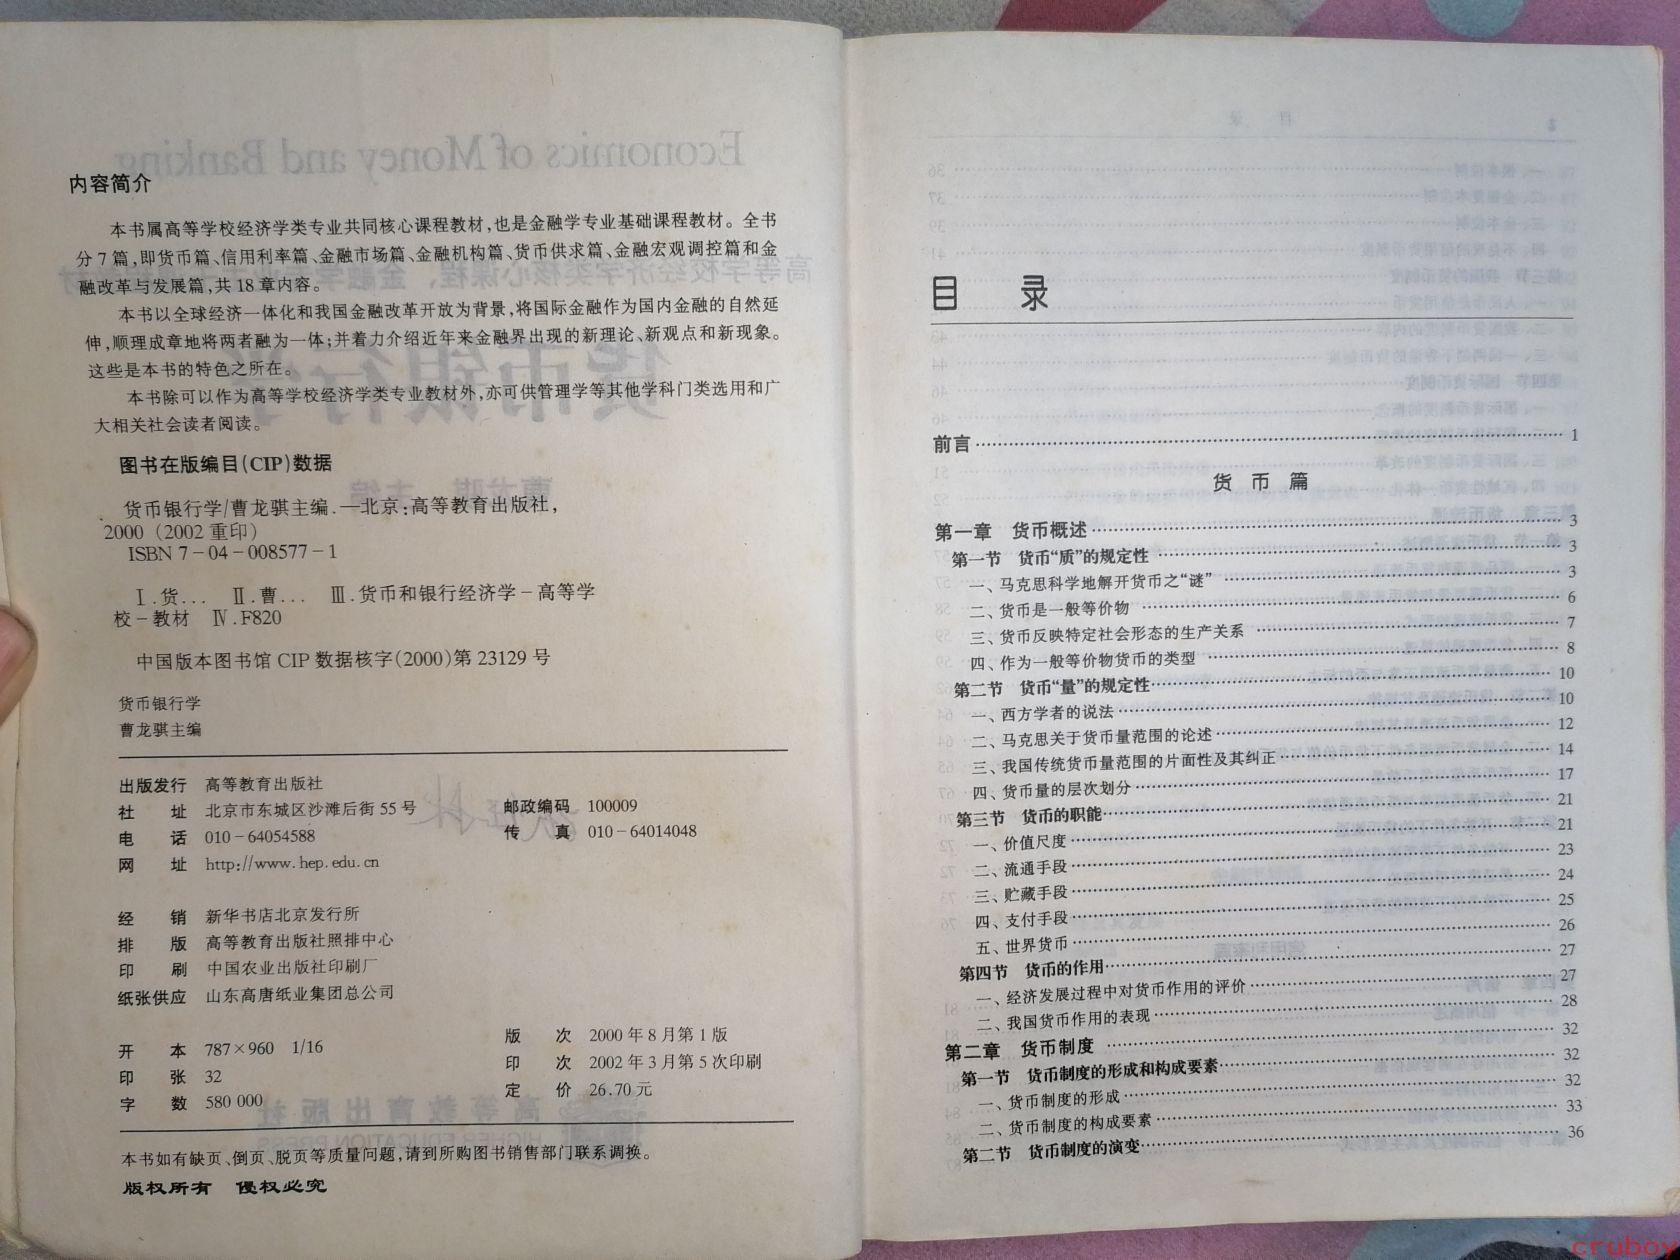 内容简介
本书属高等学校经济学类专业共同核心课程教材,也是金融学专业基础课程教材。全书
分7篇,即货币篇、信用利率篇、金融市场篇、金融机构篇、货币供求篇、金融宏观调控篇和金
融改革与发展篇,共18章内容。
本书以全球经济一体化和我国金融改革开放为背景,将国际金融作为国内金融的自然延
伸,顺理成章地将两者融为一体;并着力介绍近年来金融界出现的新理论、新观点和新现象。
这些是本书的特色之所在。
本书除可以作为高等学校经济学类专业教材外,亦可供管理学等其他学科门类选用和广
大相关社会读者阅读。
图书在版编目(CIP)数据
货币银行学/曹龙骐主编.—北京:高等教育出版社,
2000(2002重印)
ISBN 7-04-008577-1
Ⅰ.货... Ⅱ.曹... Ⅲ.货币和银行经济学-高等学
校-教材 Ⅳ.F820
中国版本图书馆CIP数据核字(2000)第23129号
货币银行学
曹龙骐主编
出版发行 高等教育出版社
社 址 北京市东城区沙滩后街55号 邮政编码 100009
电 话 010-64054588 传 真 010-64014048
网 址 http://www.hep.edu.cn
经 销 新华书店北京发行所
排 版 高等教育出版社照排中心
印 刷 中国农业出版社印刷厂
纸张供应 山东高唐纸业集团总公司
开 本 787×960 1/16 版 次 2000年8月第1版
印 张 32 印 次 2002年3月第5次印刷
字 数 580 000 定 价 26.70元
本书如有缺页、倒页、脱页等质量问题,请到所购图书销售部门联系调换。
版权所有 侵权必究
目 录
前言 …… 1
货 币 篇
第一章 货币概述 …… 3
第一节 货币“质”的规定性 …… 3
一、马克思科学地解开货币之“谜” …… 3
二、货币是一般等价物 …… 6
三、货币反映特定社会形态的生产关系 …… 7
四、作为一般等价物货币的类型 …… 8
第二节 货币“量”的规定性 …… 10
一、西方学者的说法 …… 10
二、马克思关于货币量范围的论述 …… 12
三、我国传统货币量范围的片面性及其纠正 …… 14
四、货币量的层次划分 …… 17
第三节 货币的职能 …… 21
一、价值尺度 …… 21
二、流通手段 …… 23
三、贮藏手段 …… 24
四、支付手段 …… 25
五、世界货币 …… 26
第四节 货币的作用 …… 27
一、经济发展过程中对货币作用的评价 …… 27
二、我国货币作用的表现 …… 28
第二章 货币制度 …… 32
第一节 货币制度的形成和构成要素 …… 32
一、货币制度的形成 …… 32
二、货币制度的构成要素 …… 33
第二节 货币制度的演变 …… 36
cruboy